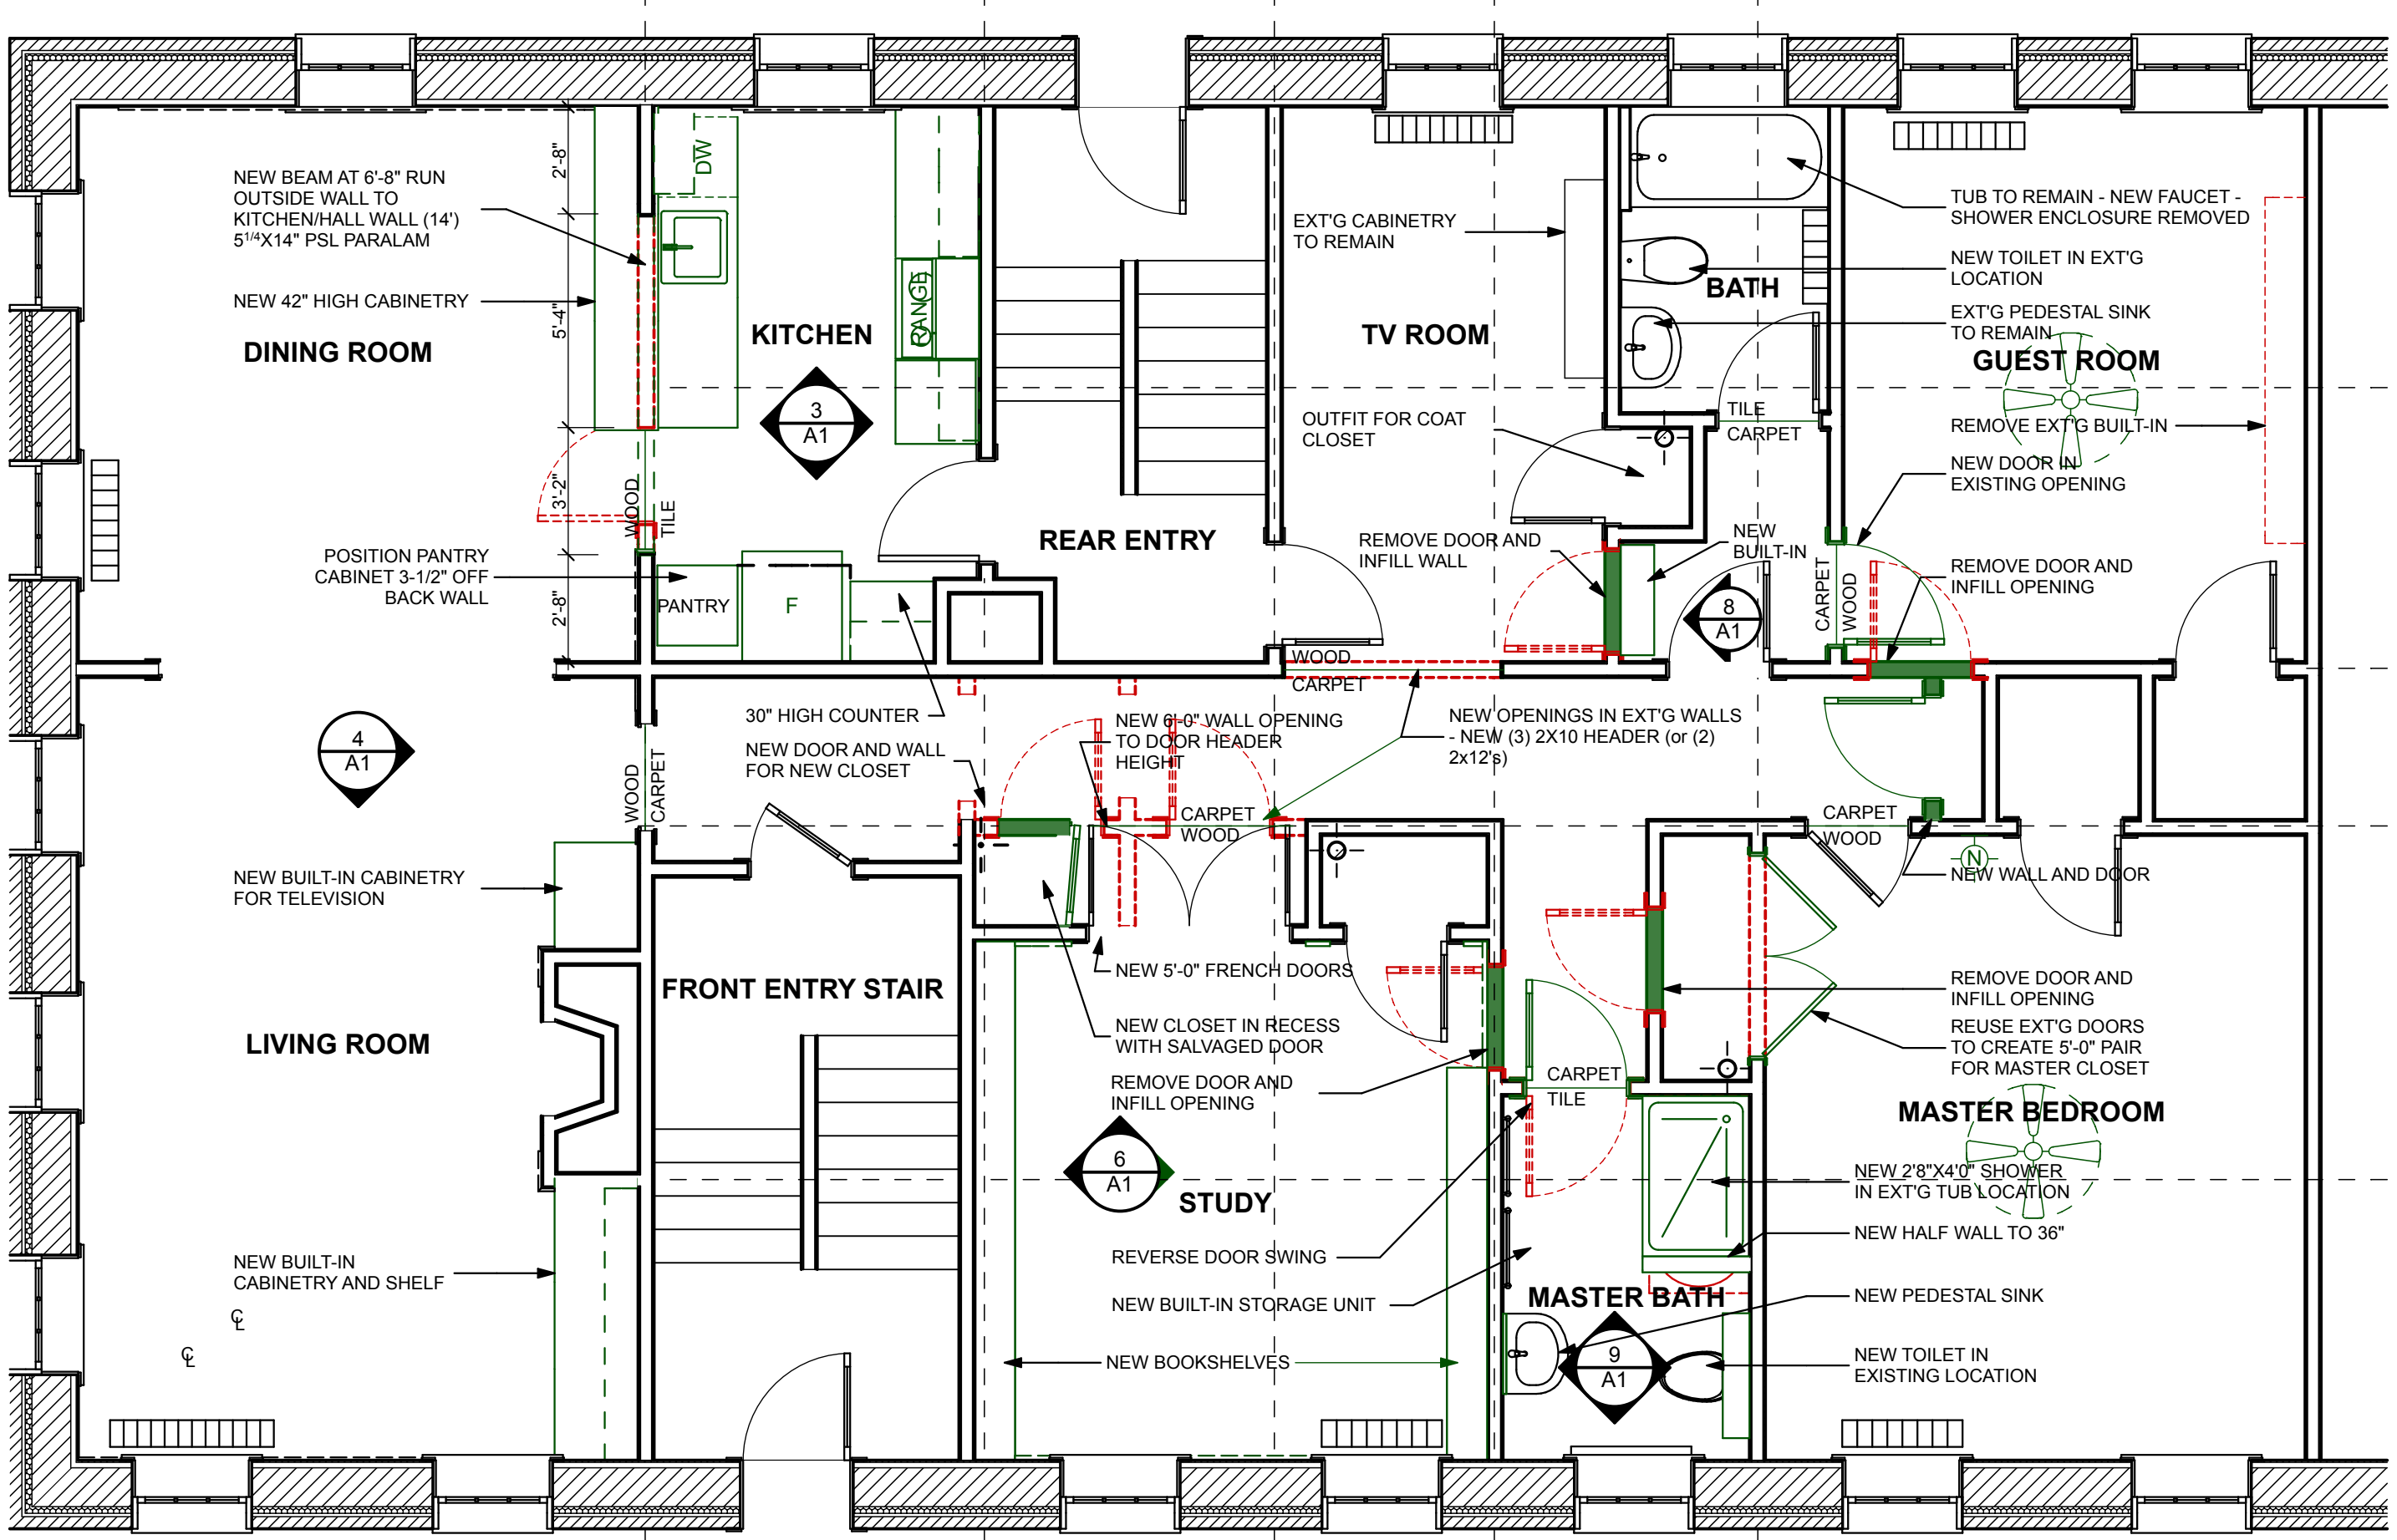 NEW BEAM AT 6'-8" RUN
OUTSIDE WALL TO
KITCHEN/HALL WALL (14')
5 1/4X14" PSL PARALAM
NEW 42" HIGH CABINETRY
DINING ROOM
POSITION PANTRY
CABINET 3-1/2" OFF
BACK WALL
2'-8"
5'-4"
3'-2"
2'-8"
WOOD
TILE
DW
KITCHEN
RANGE
3
A1
PANTRY
F
REAR ENTRY
TV ROOM
EXT'G CABINETRY
TO REMAIN
OUTFIT FOR COAT
CLOSET
REMOVE DOOR AND
INFILL WALL
NEW
BUILT-IN
BATH
TILE
CARPET
8
A1
TUB TO REMAIN - NEW FAUCET -
SHOWER ENCLOSURE REMOVED
NEW TOILET IN EXT'G
LOCATION
EXT'G PEDESTAL SINK
TO REMAIN
GUEST ROOM
REMOVE EXT'G BUILT-IN
NEW DOOR IN
EXISTING OPENING
REMOVE DOOR AND
INFILL OPENING
CARPET
WOOD
WOOD
CARPET
4
A1
WOOD
CARPET
30" HIGH COUNTER
NEW DOOR AND WALL
FOR NEW CLOSET
NEW 6'-0" WALL OPENING
TO DOOR HEADER
HEIGHT
CARPET
WOOD
NEW OPENINGS IN EXT'G WALLS
- NEW (3) 2X10 HEADER (or (2)
2x12's)
CARPET
WOOD
N
NEW WALL AND DOOR
NEW BUILT-IN CABINETRY
FOR TELEVISION
LIVING ROOM
NEW BUILT-IN
CABINETRY AND SHELF
℄
℄
FRONT ENTRY STAIR
NEW 5'-0" FRENCH DOORS
NEW CLOSET IN RECESS
WITH SALVAGED DOOR
REMOVE DOOR AND
INFILL OPENING
6
A1
STUDY
REVERSE DOOR SWING
NEW BUILT-IN STORAGE UNIT
NEW BOOKSHELVES
CARPET
TILE
MASTER BATH
9
A1
REMOVE DOOR AND
INFILL OPENING
REUSE EXT'G DOORS
TO CREATE 5'-0" PAIR
FOR MASTER CLOSET
MASTER BEDROOM
NEW 2'8"X4'0" SHOWER
IN EXT'G TUB LOCATION
NEW HALF WALL TO 36"
NEW PEDESTAL SINK
NEW TOILET IN
EXISTING LOCATION